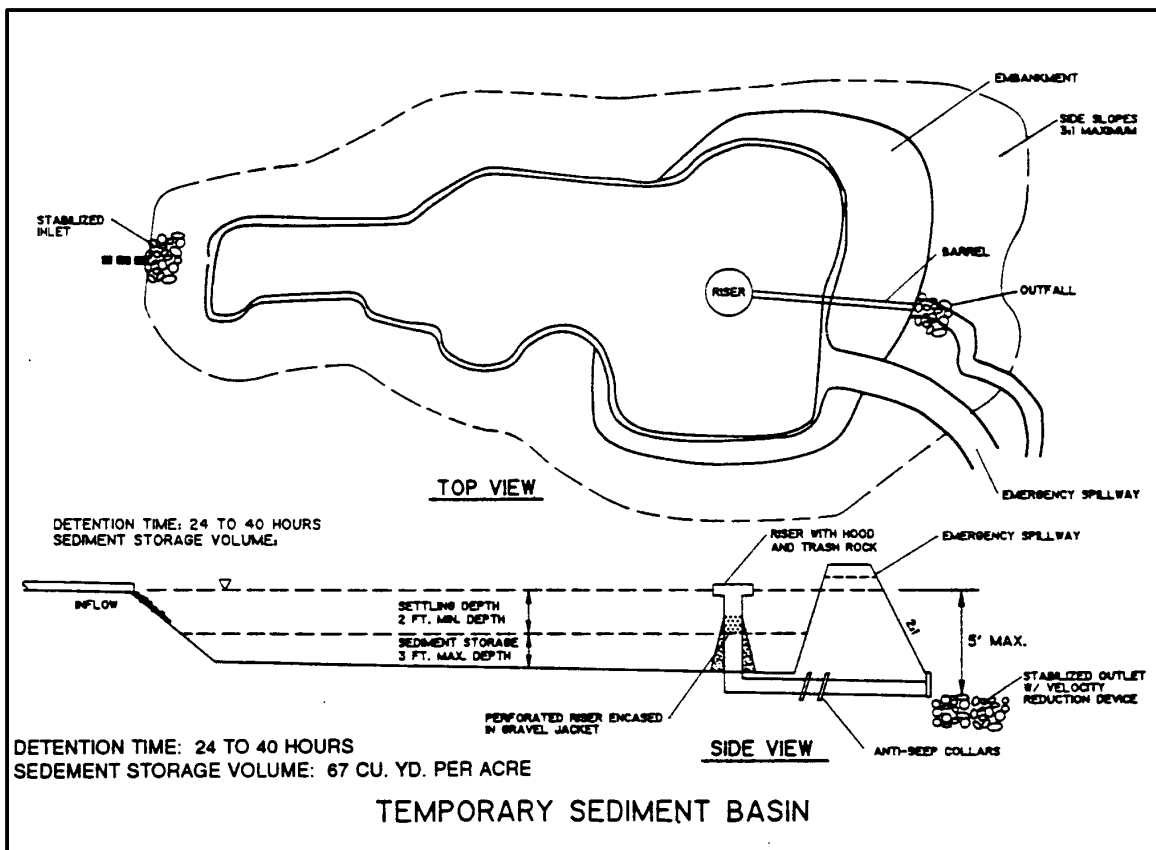 EMBANKMENT
SIDE SLOPES
3:1 MAXIMUM
STABILIZED
INLET
BARREL
RISER
OUTFALL
TOP VIEW
EMERGENCY SPILLWAY
DETENTION TIME: 24 TO 40 HOURS
SEDIMENT STORAGE VOLUME:
RISER WITH HOOD
AND TRASH ROCK
EMERGENCY SPILLWAY
INFLOW
SETTLING DEPTH
2 FT. MIN. DEPTH
SEDIMENT STORAGE
3 FT. MAX. DEPTH
2:1
5' MAX.
STABILIZED OUTLET
W/ VELOCITY
REDUCTION DEVICE
PERFORATED RISER ENCASED
IN GRAVEL JACKET
SIDE VIEW
ANTI-SEEP COLLARS
DETENTION TIME: 24 TO 40 HOURS
SEDEMENT STORAGE VOLUME: 67 CU. YD. PER ACRE
TEMPORARY SEDIMENT BASIN